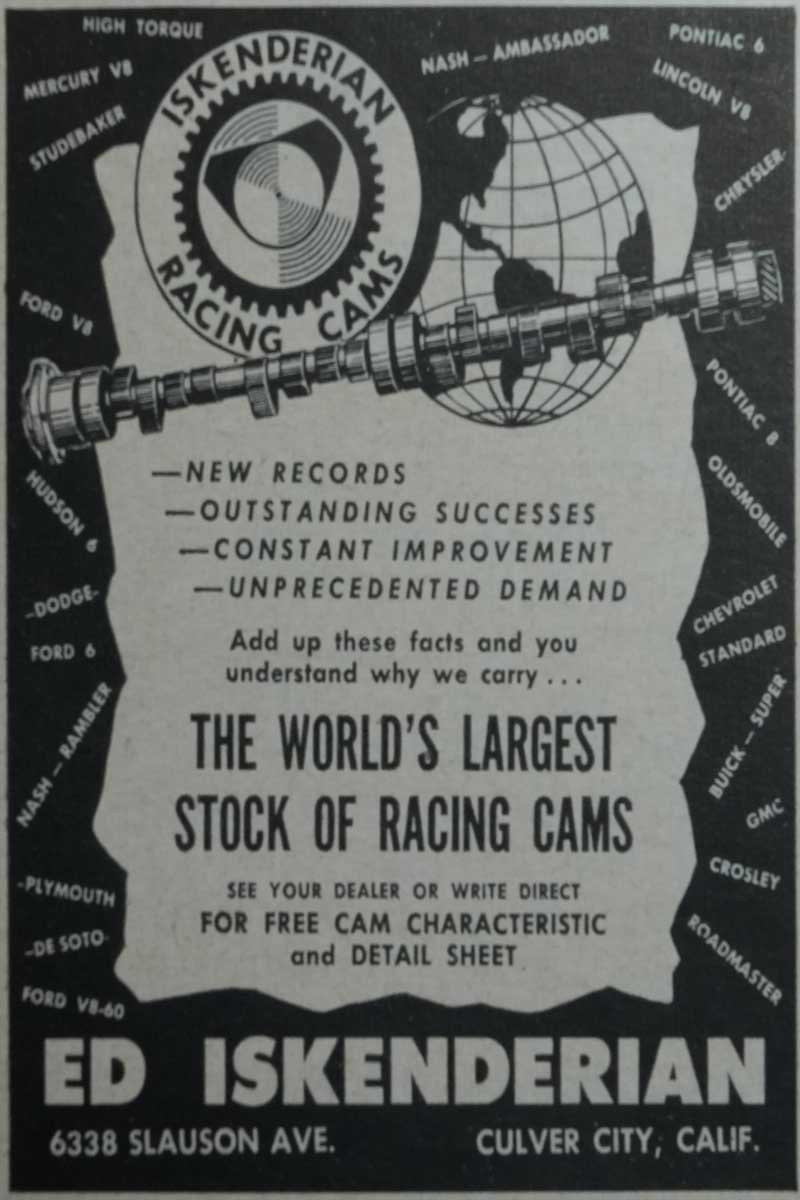 HIGH TORQUE
MERCURY V8
STUDEBAKER
ISKENDERIAN
RACING CAMS
NASH – AMBASSADOR
PONTIAC 6
LINCOLN V8
CHRYSLER
FORD V8
PONTIAC 8
HUDSON 6
OLDSMOBILE
—NEW RECORDS
—OUTSTANDING SUCCESSES
—CONSTANT IMPROVEMENT
—UNPRECEDENTED DEMAND
-DODGE-
FORD 6
CHEVROLET
STANDARD
Add up these facts and you
understand why we carry...
NASH – RAMBLER
BUICK – SUPER
THE WORLD'S LARGEST
STOCK OF RACING CAMS
GMC
CROSLEY
-PLYMOUTH
-DE SOTO-
FORD V8-60
ROADMASTER
SEE YOUR DEALER OR WRITE DIRECT
FOR FREE CAM CHARACTERISTIC
and DETAIL SHEET
ED ISKENDERIAN
6338 SLAUSON AVE. CULVER CITY, CALIF.